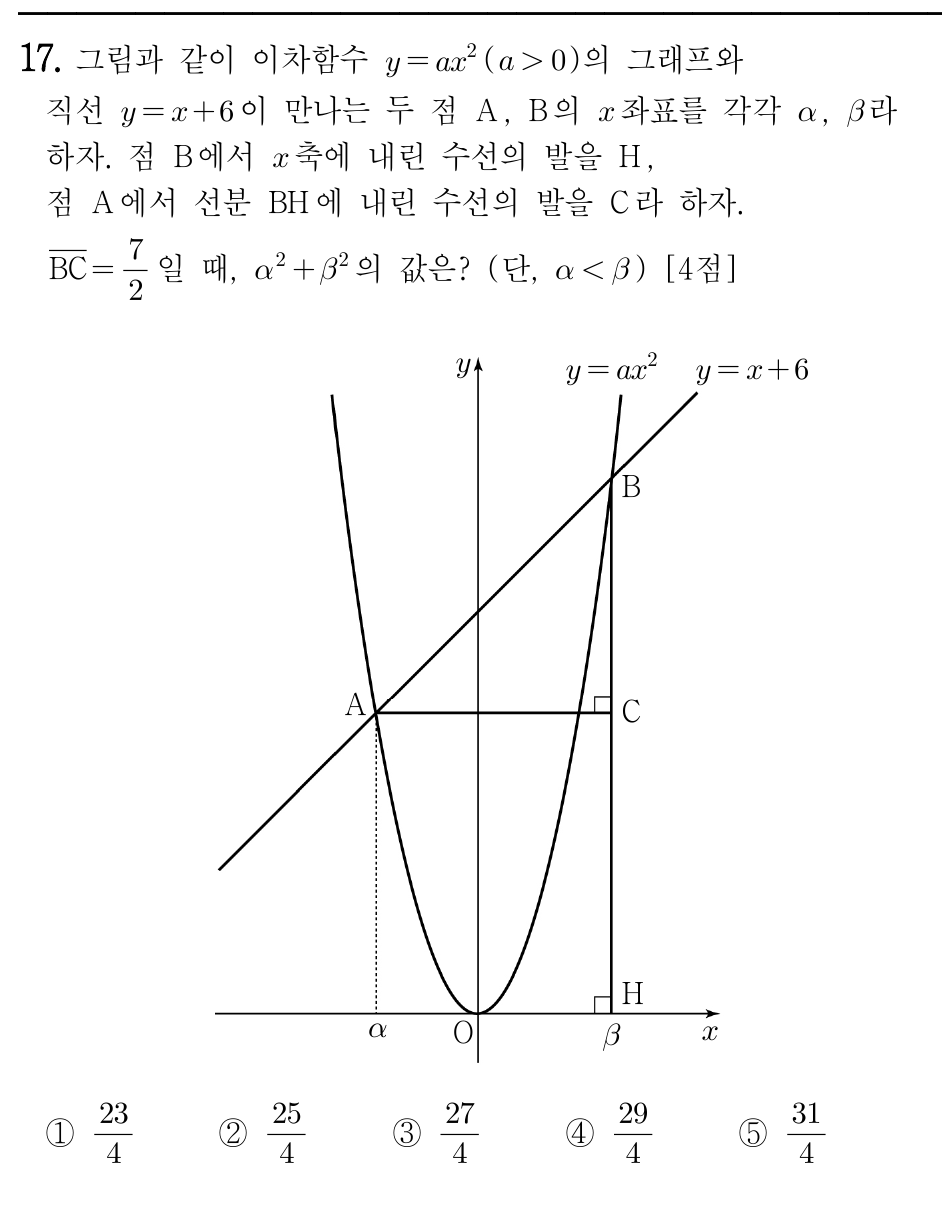 17. 그림과 같이 이차함수 y=ax²(a>0)의 그래프와
직선 y=x+6이 만나는 두 점 A, B의 x좌표를 각각 α, β라
하자. 점 B에서 x축에 내린 수선의 발을 H,
점 A에서 선분 BH에 내린 수선의 발을 C라 하자.
B̅C̅=7/2일 때, α²+β²의 값은? (단, α<β) [4점]
y
y=ax² y=x+6
B
A
C
H
α O β x
① 23/4 ② 25/4 ③ 27/4 ④ 29/4 ⑤ 31/4